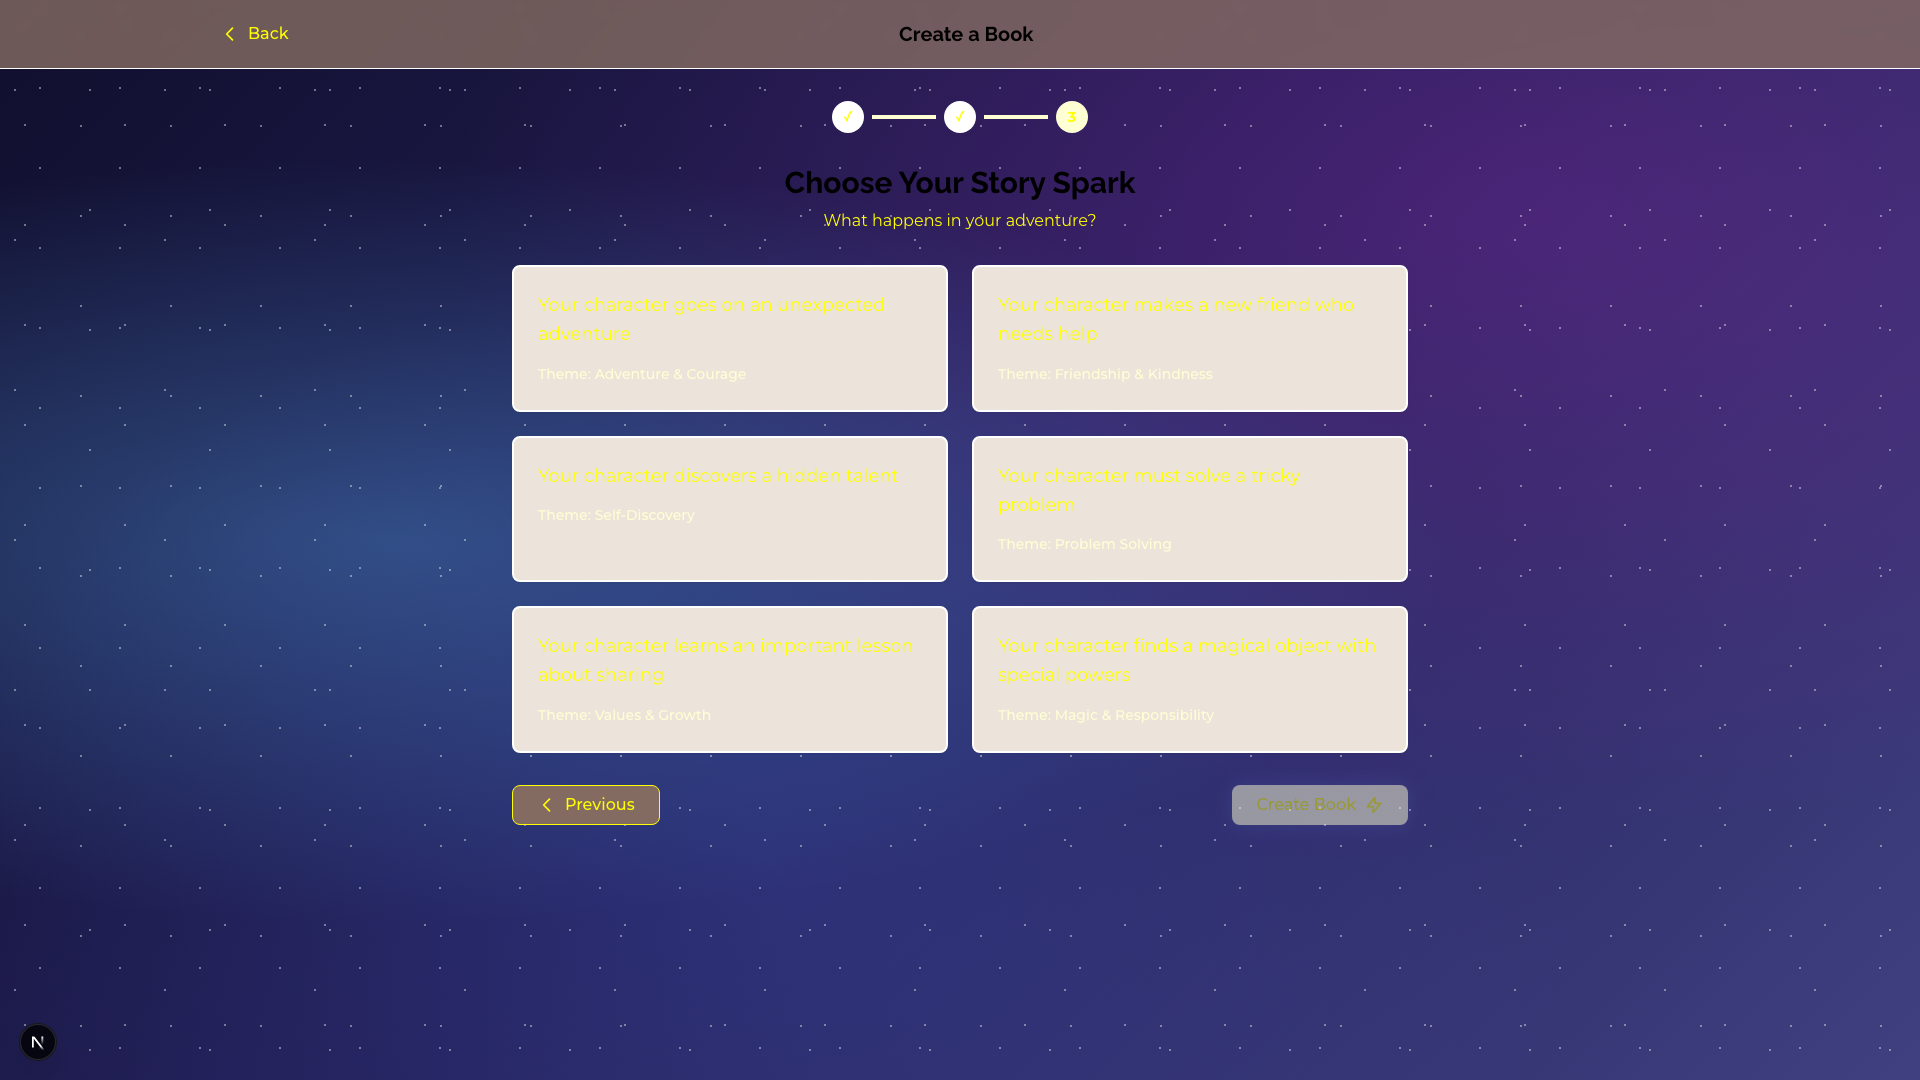 Back
Create a Book
✓ ✓ 3
Choose Your Story Spark
What happens in your adventure?
Your character goes on an unexpected
adventure
Theme: Adventure & Courage
Your character makes a new friend who
needs help
Theme: Friendship & Kindness
Your character discovers a hidden talent
Theme: Self-Discovery
Your character must solve a tricky
problem
Theme: Problem Solving
Your character learns an important lesson
about sharing
Theme: Values & Growth
Your character finds a magical object with
special powers
Theme: Magic & Responsibility
Previous
Create Book
N